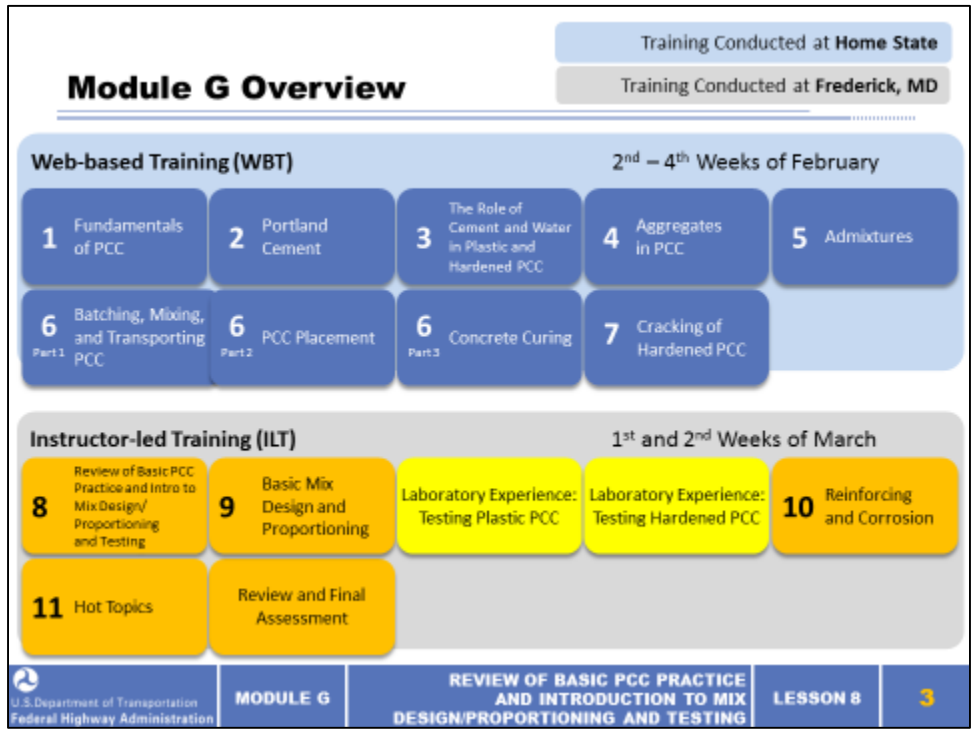 Training Conducted at Home State
Module G Overview
Training Conducted at Frederick, MD
Web-based Training (WBT)
2nd – 4th Weeks of February
1
Fundamentals
of PCC
2
Portland
Cement
3
The Role of
Cement and Water
in Plastic and
Hardened PCC
4
Aggregates
in PCC
5
Admixtures
6
Part 1
Batching, Mixing,
and Transporting
PCC
6
Part 2
PCC Placement
6
Part 3
Concrete Curing
7
Cracking of
Hardened PCC
Instructor-led Training (ILT)
1st and 2nd Weeks of March
8
Review of Basic PCC
Practice and Intro to
Mix Design/
Proportioning
and Testing
9
Basic Mix
Design and
Proportioning
Laboratory Experience:
Testing Plastic PCC
Laboratory Experience:
Testing Hardened PCC
10
Reinforcing
and Corrosion
11
Hot Topics
Review and Final
Assessment
U.S. Department of Transportation
Federal Highway Administration
MODULE G
REVIEW OF BASIC PCC PRACTICE
AND INTRODUCTION TO MIX
DESIGN/PROPORTIONING AND TESTING
LESSON 8
3